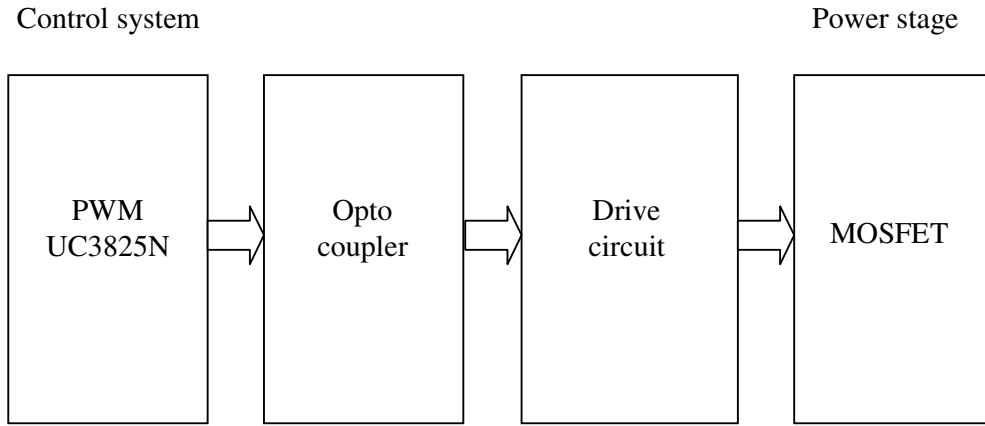 Control system
Power stage
PWM
UC3825N
Opto
coupler
Drive
circuit
MOSFET